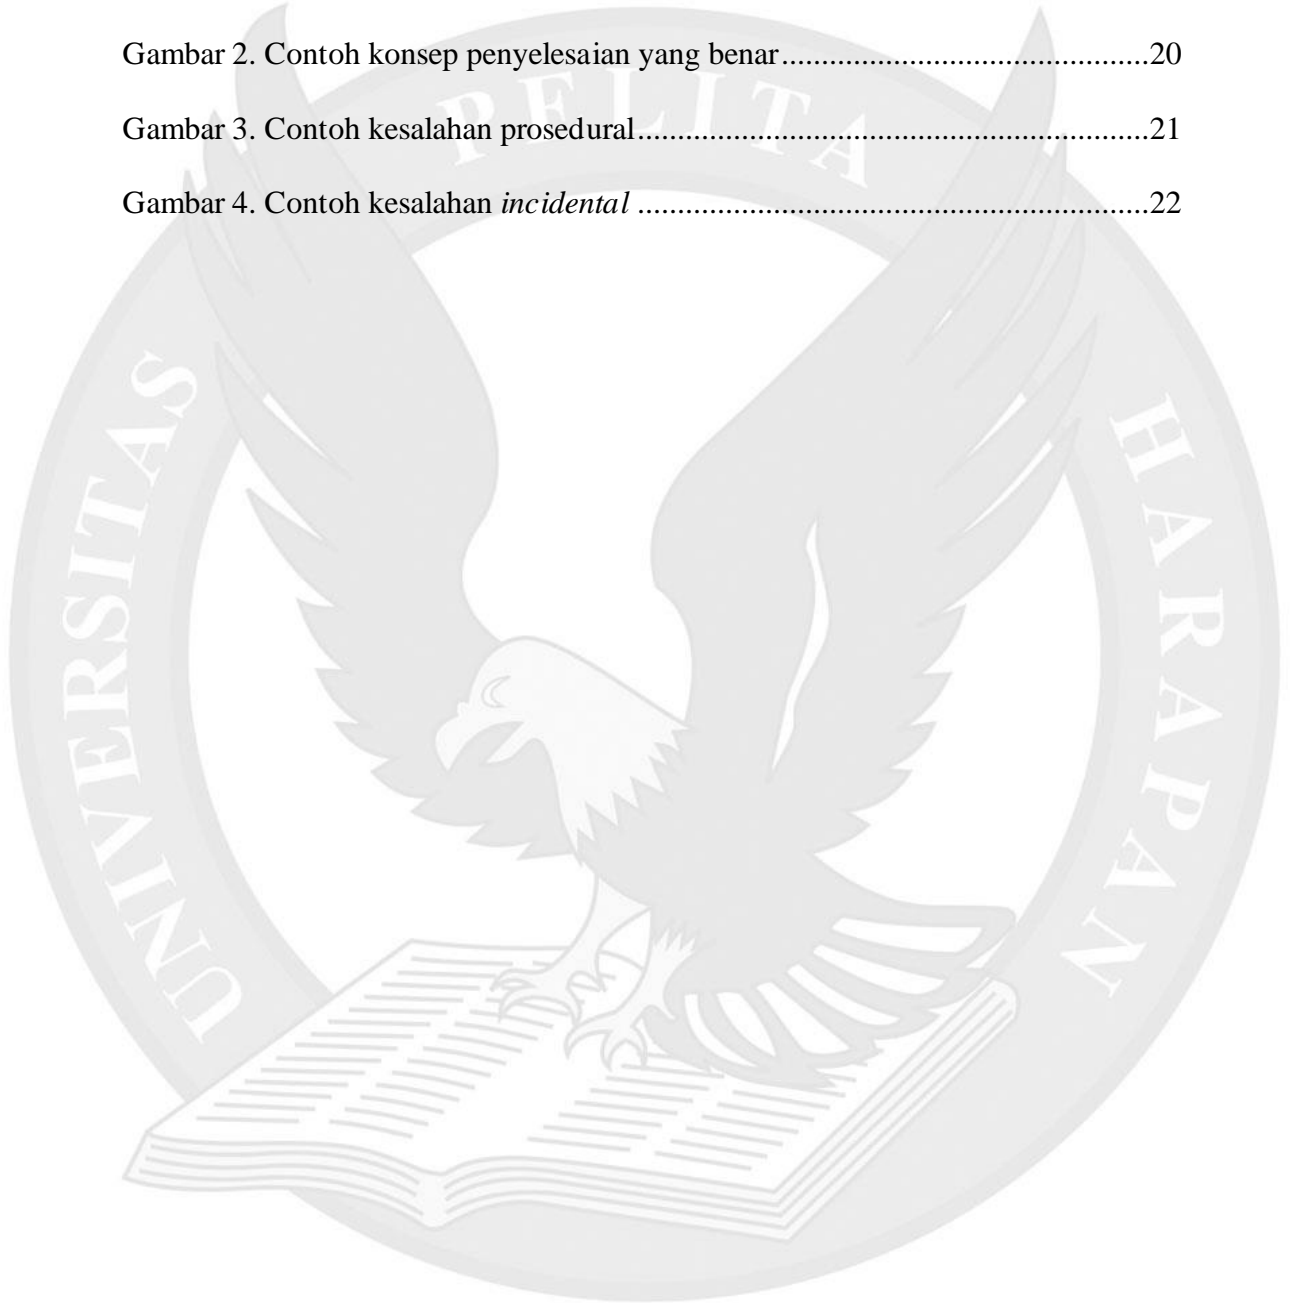 Gambar 2. Contoh konsep penyelesaian yang benar..............................................20
Gambar 3. Contoh kesalahan prosedural................................................................21
Gambar 4. Contoh kesalahan incidental ................................................................22
UNIVERSITAS PELITA HARAPAN